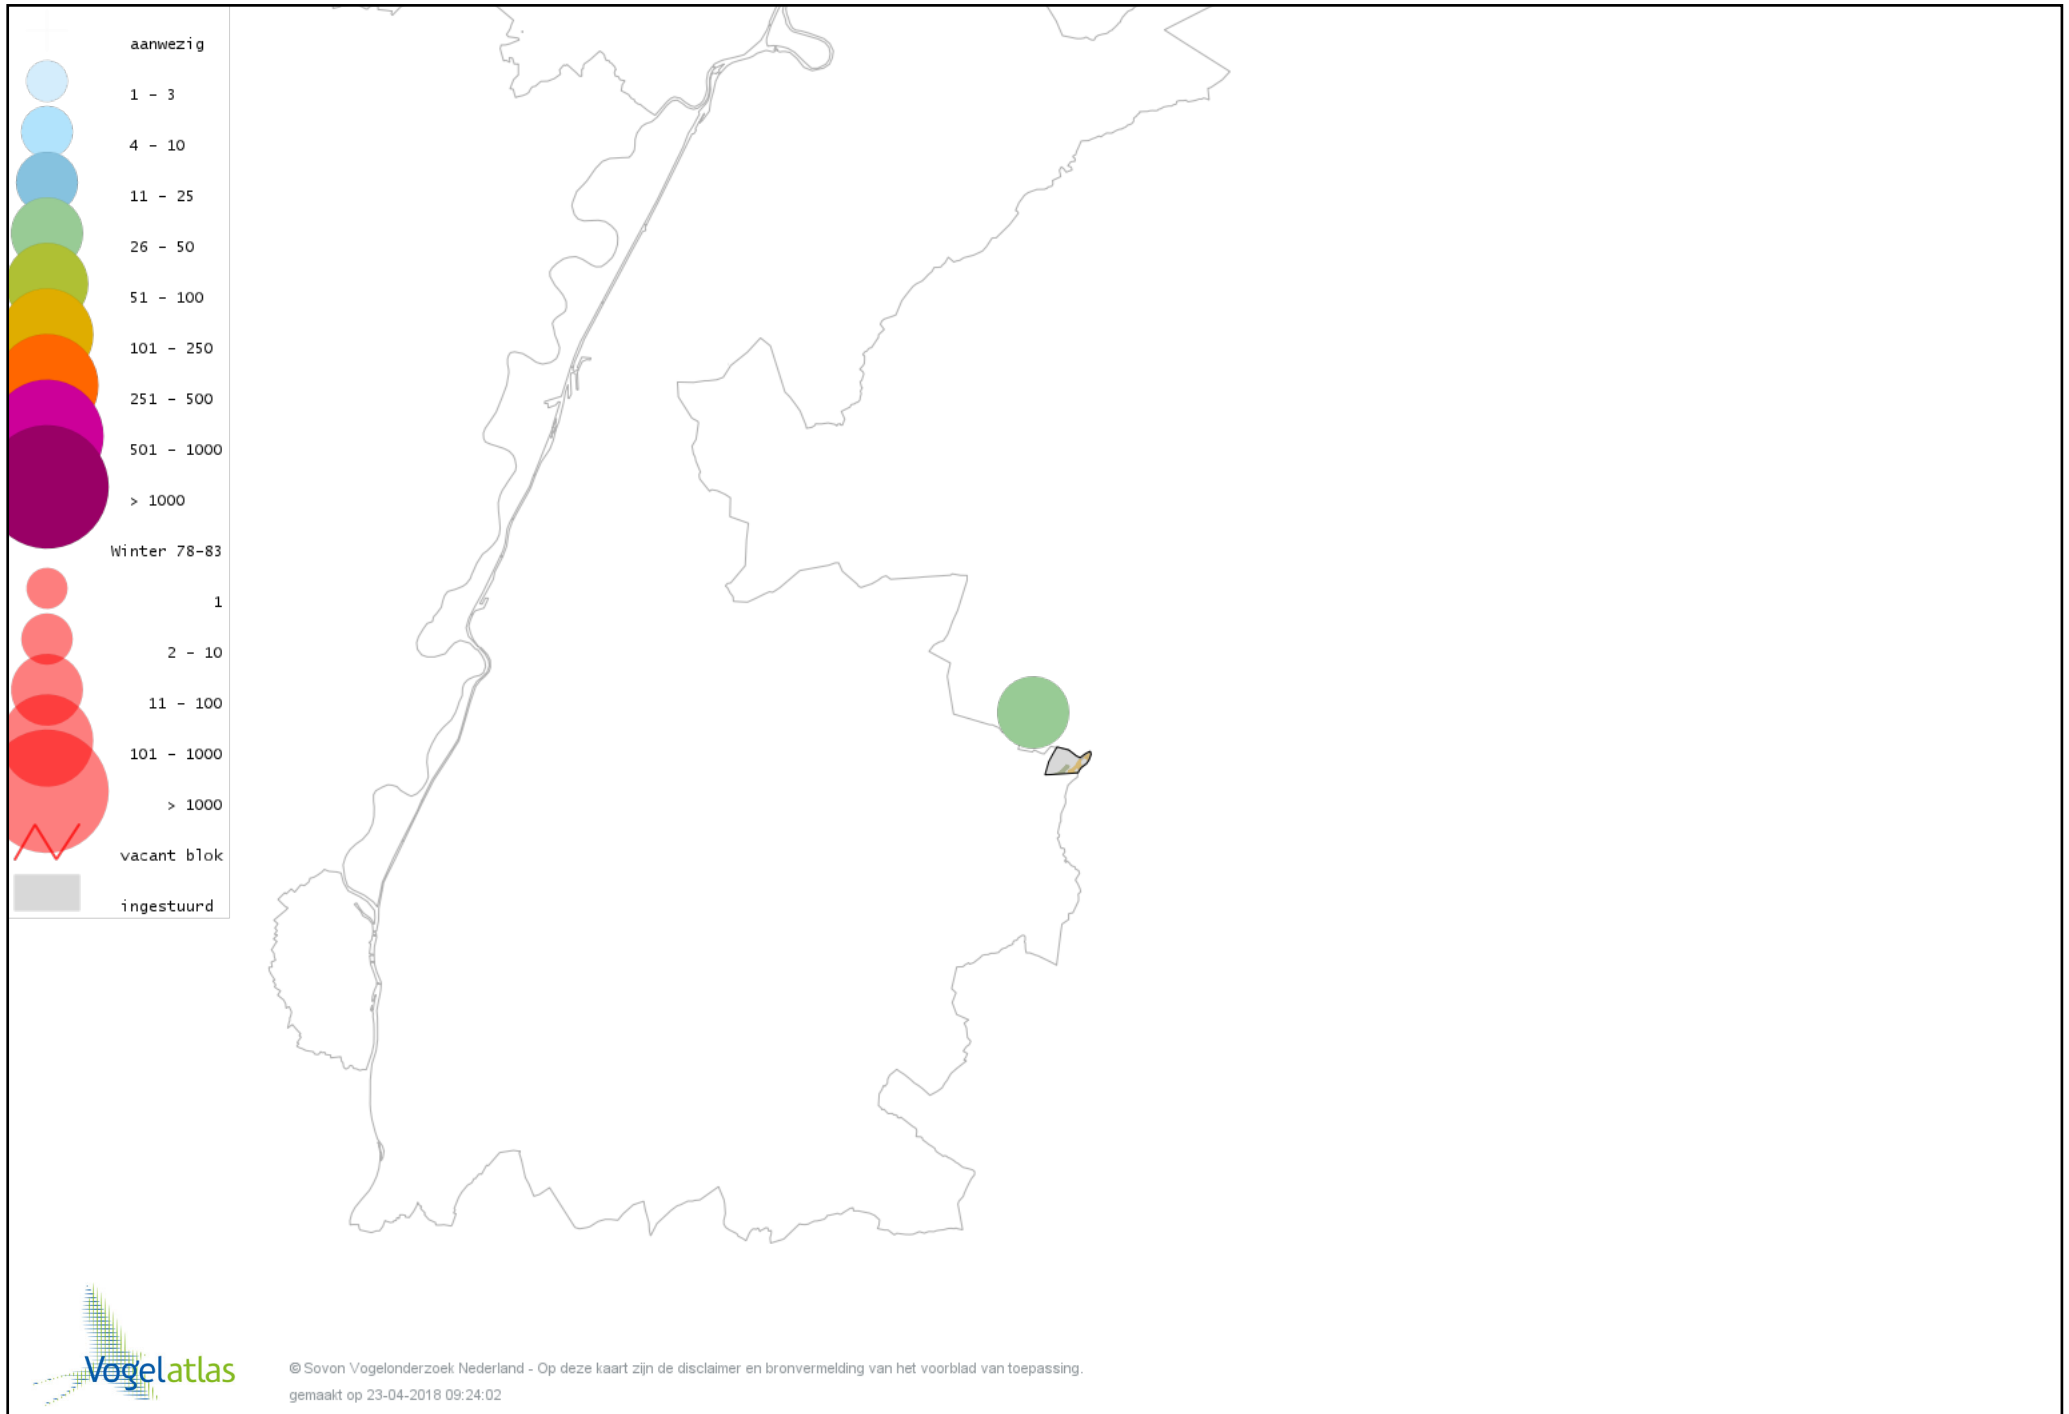 aanwezig
1 - 3
4 - 10
11 - 25
26 - 50
51 - 100
101 - 250
251 - 500
501 - 1000
> 1000
Winter 78-83
1
2 - 10
11 - 100
101 - 1000
> 1000
vacant blok
ingestuurd
Vogelatlas
© Sovon Vogelonderzoek Nederland - Op deze kaart zijn de disclaimer en bronvermelding van het voorblad van toepassing.
gemaakt op 23-04-2018 09:24:02